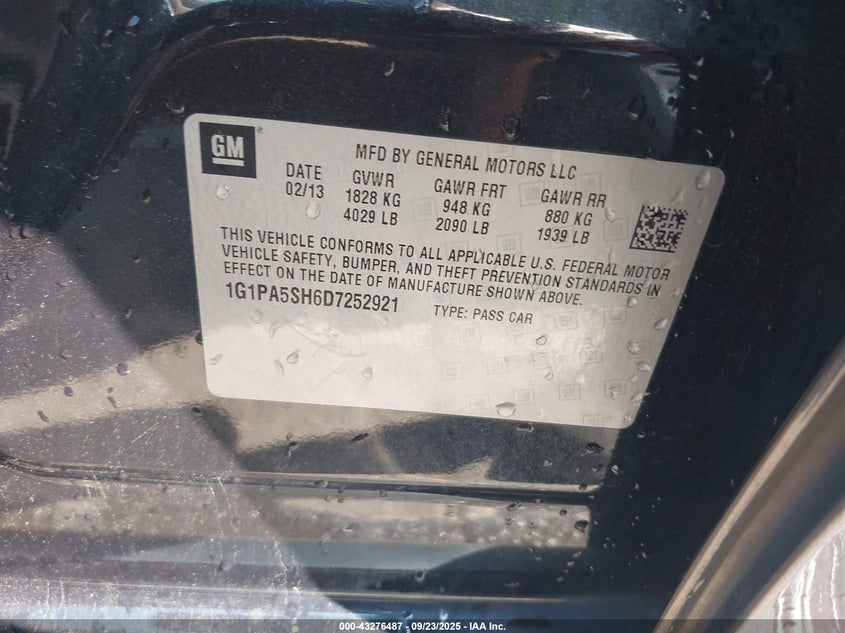 GM
MFD BY GENERAL MOTORS LLC
DATE GVWR GAWR FRT GAWR RR
02/13 1828 KG 948 KG 880 KG
4029 LB 2090 LB 1939 LB
THIS VEHICLE CONFORMS TO ALL APPLICABLE U.S. FEDERAL MOTOR
VEHICLE SAFETY, BUMPER, AND THEFT PREVENTION STANDARDS IN
EFFECT ON THE DATE OF MANUFACTURE SHOWN ABOVE.
1G1PA5SH6D7252921 TYPE: PASS CAR
000-43276487 - 09/23/2025 - IAA Inc.